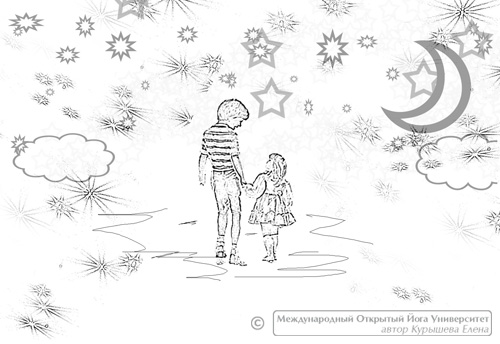 © Международный Открытый Йога Университет
автор Курышева Елена